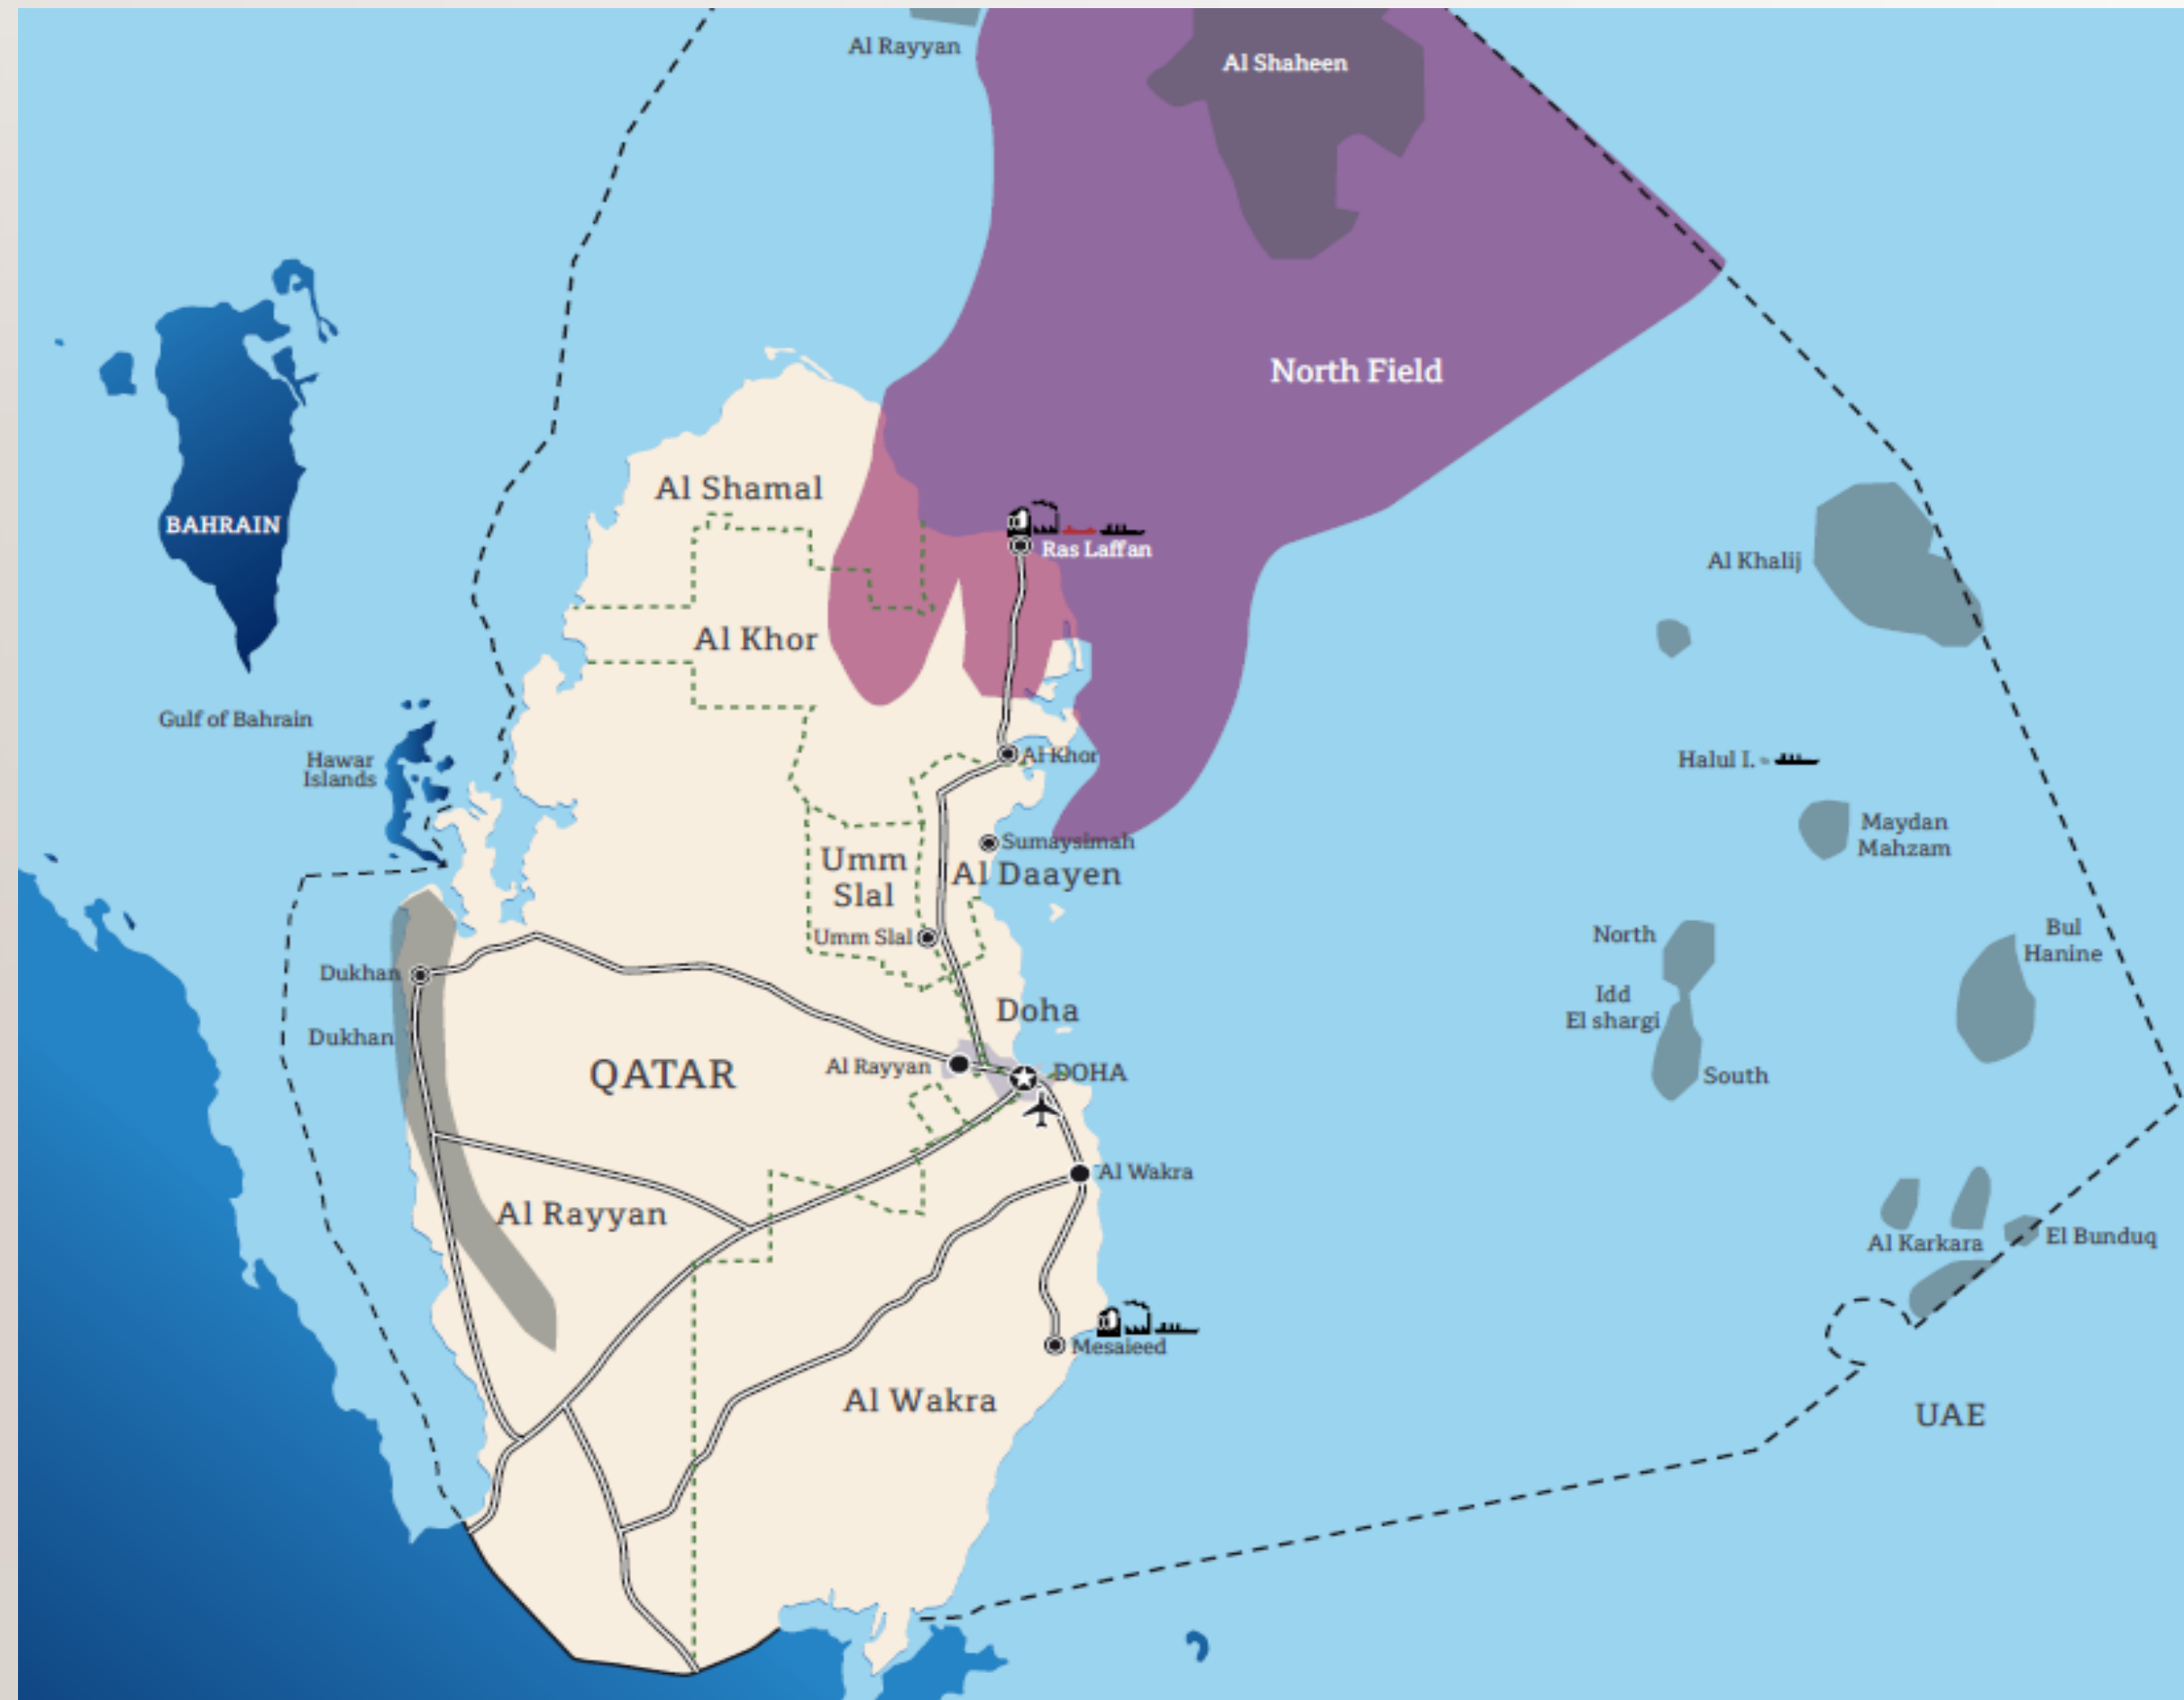 Al Rayyan
Al Shaheen
North Field
Al Shamal
BAHRAIN
Ras Laffan
Al Khalij
Al Khor
Gulf of Bahrain
Hawar
Islands
Al Khor
Halul I.
Sumaysimah
Maydan
Mahzam
Umm
Slal
Al Daayen
Umm Slal
North
Bul
Hanine
Dukhan
Idd
El shargi
Doha
Dukhan
QATAR
Al Rayyan
DOHA
South
Al Wakra
Al Rayyan
Al Karkara
El Bunduq
Mesaieed
Al Wakra
UAE